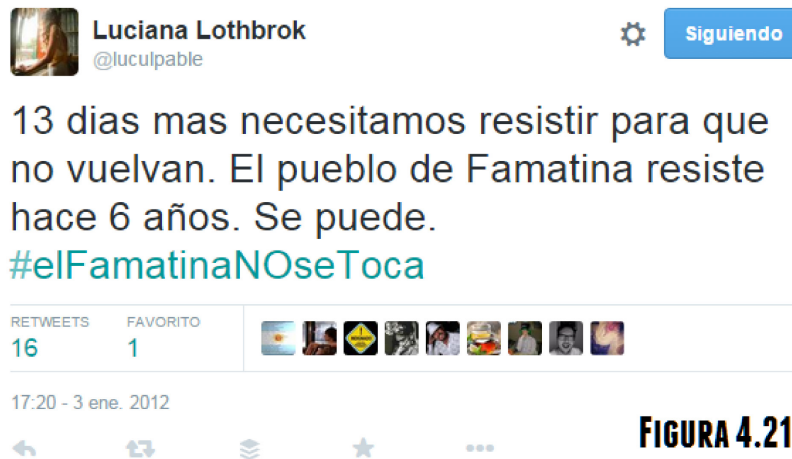 Luciana Lothbrok
@luculpable
Siguiendo
13 dias mas necesitamos resistir para que
no vuelvan. El pueblo de Famatina resiste
hace 6 años. Se puede.
#elFamatinaNOseToca
RETWEETS
FAVORITO
16
1
17:20 - 3 ene. 2012
FIGURA 4.21